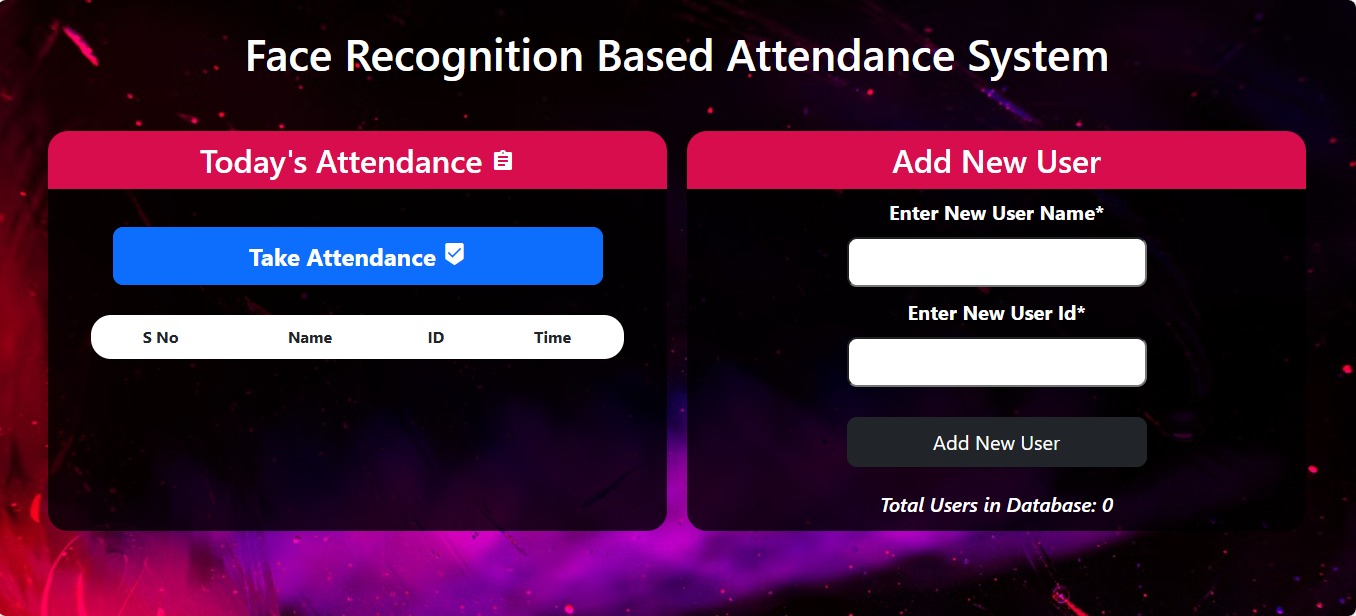 Face Recognition Based Attendance System
Today's Attendance
Take Attendance
S No Name ID Time
Add New User
Enter New User Name*
Enter New User Id*
Add New User
Total Users in Database: 0